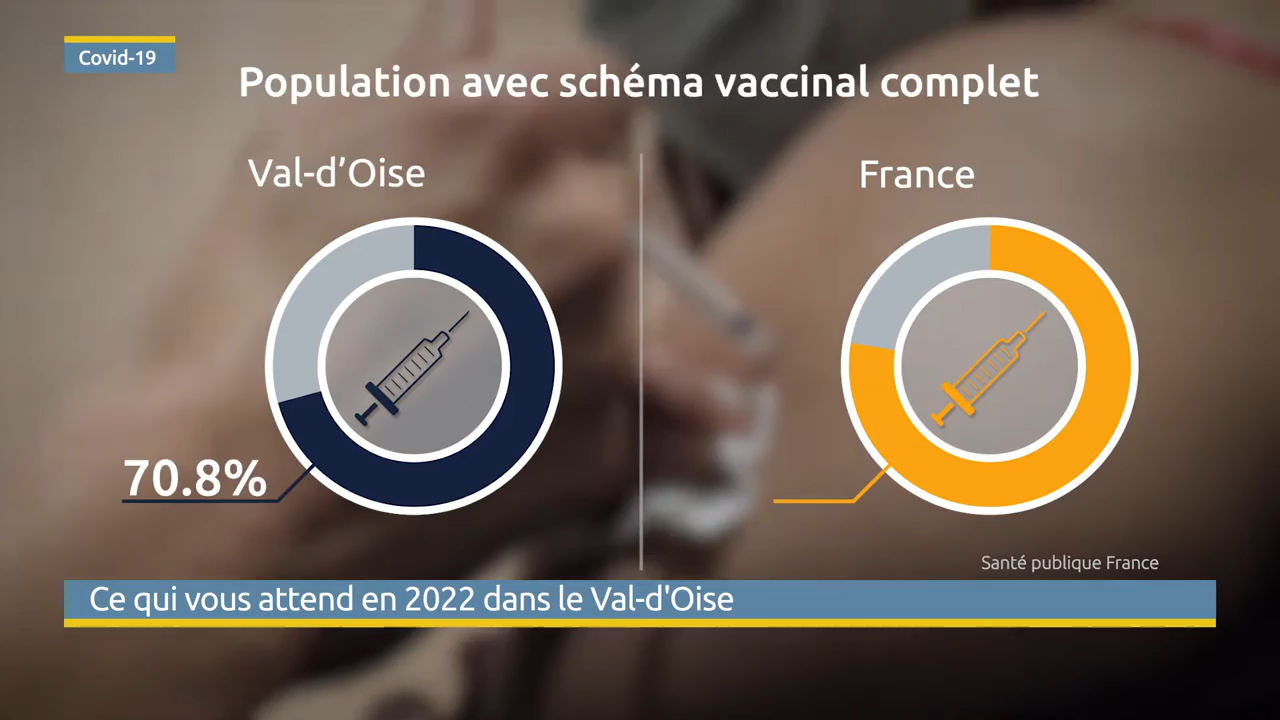 Covid-19
Population avec schéma vaccinal complet
Val-d’Oise
France
70.8%
Santé publique France
Ce qui vous attend en 2022 dans le Val-d'Oise